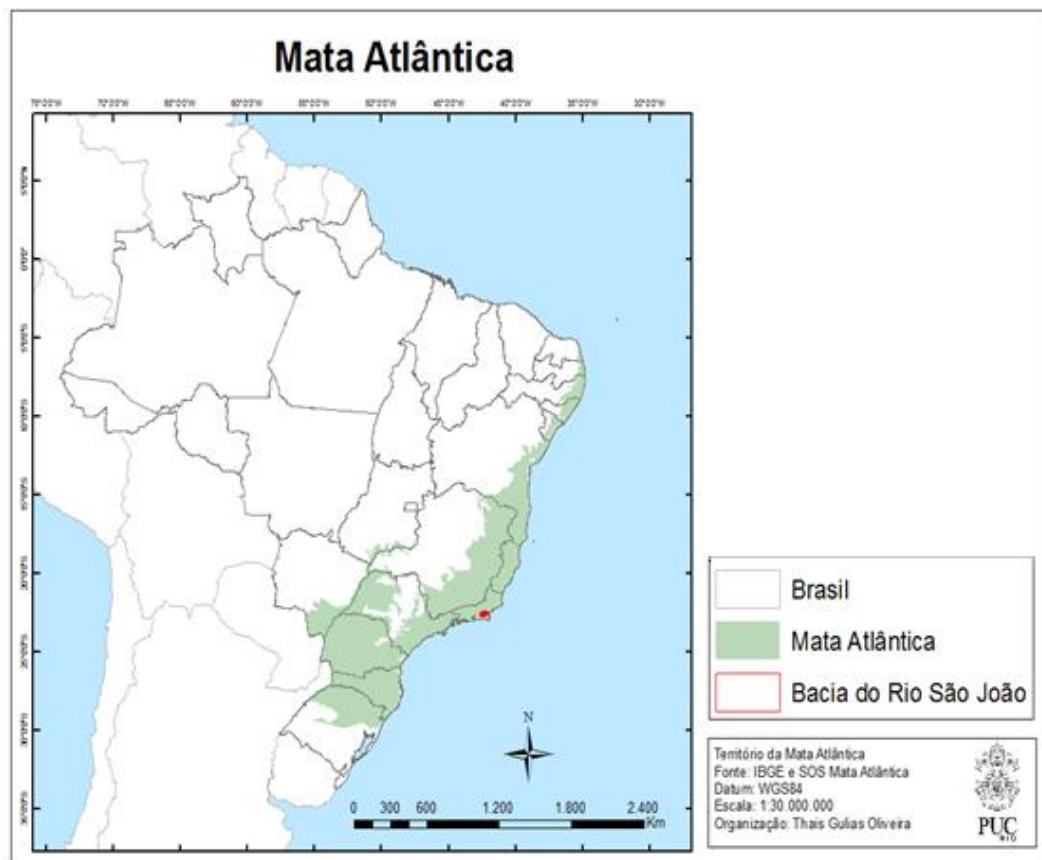 Mata Atlântica
N
0 300 600 1.200 1.800 2.400
Km
Brasil
Mata Atlântica
Bacia do Rio São João
Território da Mata Atlântica
Fonte: IBGE e SOS Mata Atlântica
Datum: WGS84
Escala: 1:30.000.000
Organização: Thais Gulias Oliveira
PUC
RIO